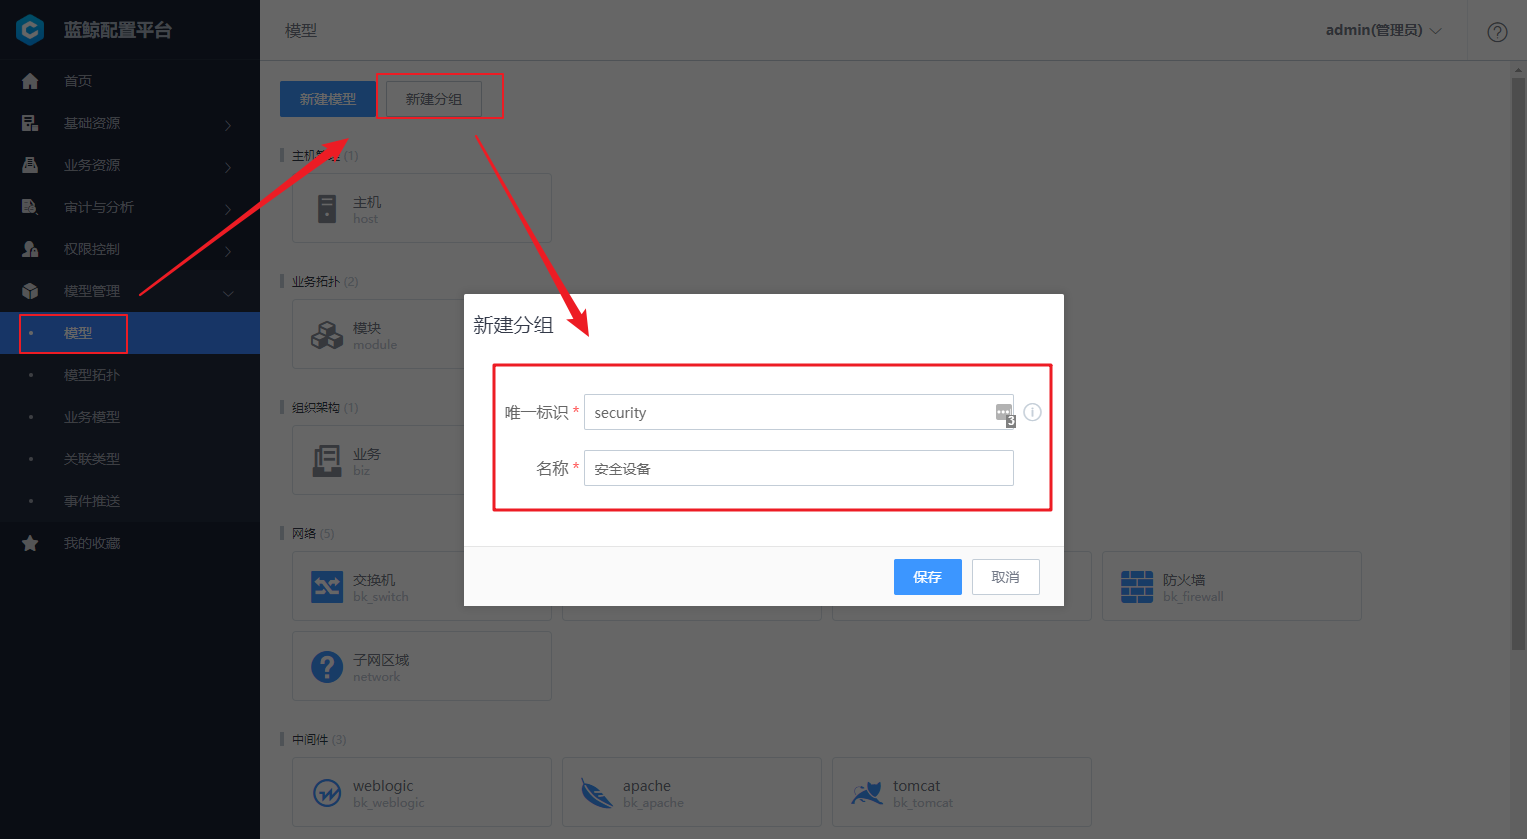 蓝鲸配置平台
模型
admin(管理员)
首页
基础资源
业务资源
审计与分析
权限控制
模型管理
模型
模型拓扑
业务模型
关联类型
事件推送
我的收藏
新建模型
新建分组
主机管理 (1)
主机
host
业务拓扑 (2)
模块
module
组织架构 (1)
业务
biz
网络 (5)
交换机
bk_switch
防火墙
bk_firewall
子网区域
network
中间件 (3)
weblogic
bk_weblogic
apache
bk_apache
tomcat
bk_tomcat
新建分组
唯一标识 * security
3
名称 * 安全设备
保存
取消